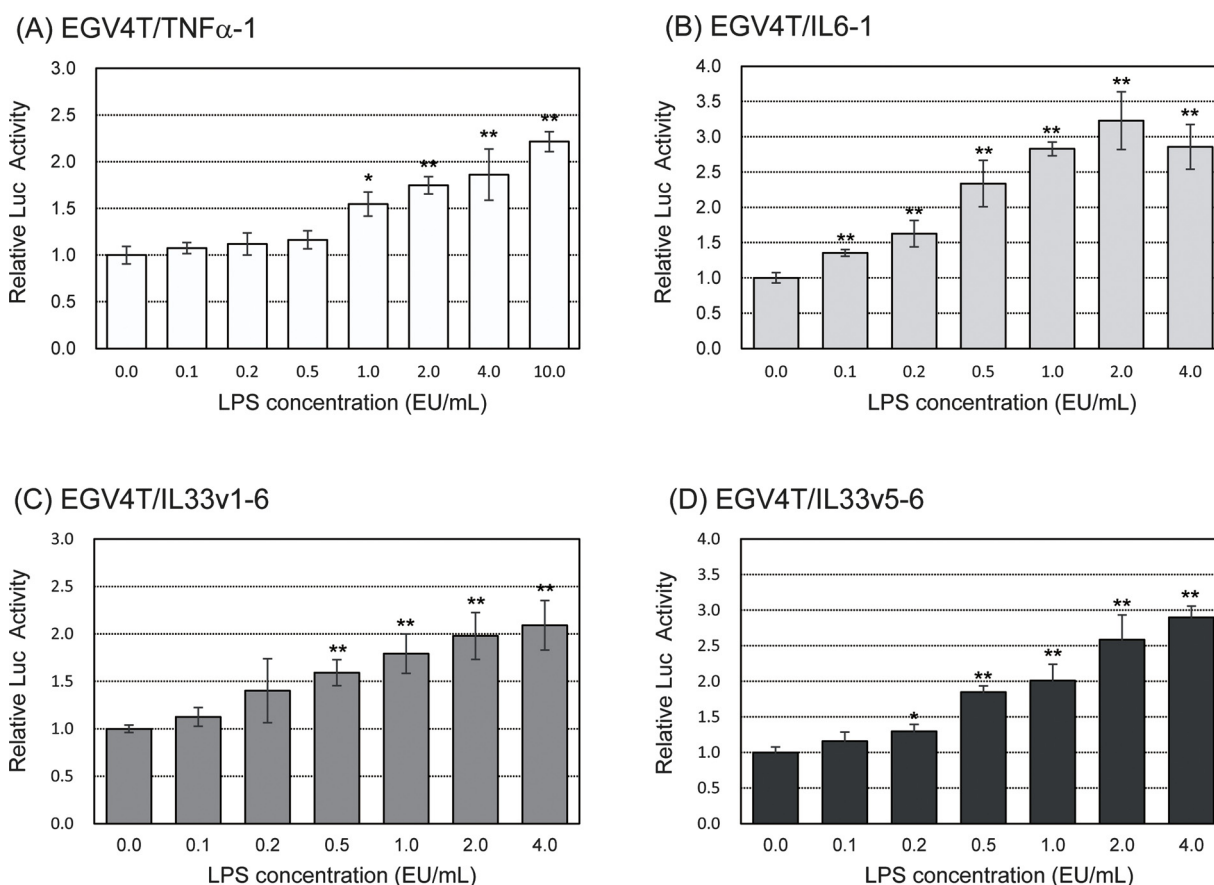 (A) EGV4T/TNFα-1
Relative Luc Activity
3.0
2.5
2.0
1.5
1.0
0.5
0.0
* ** ** **
0.0 0.1 0.2 0.5 1.0 2.0 4.0 10.0
LPS concentration (EU/mL)
(B) EGV4T/IL6-1
Relative Luc Activity
4.0
3.5
3.0
2.5
2.0
1.5
1.0
0.5
0.0
** ** ** ** ** **
0.0 0.1 0.2 0.5 1.0 2.0 4.0
LPS concentration (EU/mL)
(C) EGV4T/IL33v1-6
Relative Luc Activity
3.0
2.5
2.0
1.5
1.0
0.5
0.0
** ** ** **
0.0 0.1 0.2 0.5 1.0 2.0 4.0
LPS concentration (EU/mL)
(D) EGV4T/IL33v5-6
Relative Luc Activity
4.0
3.5
3.0
2.5
2.0
1.5
1.0
0.5
0.0
* ** ** ** **
0.0 0.1 0.2 0.5 1.0 2.0 4.0
LPS concentration (EU/mL)